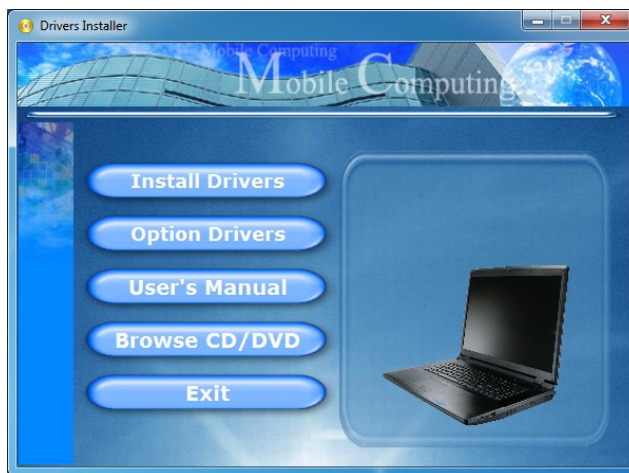 Drivers Installer
Mobile Computing
Mobile Computing
Install Drivers
Option Drivers
User's Manual
Browse CD/DVD
Exit